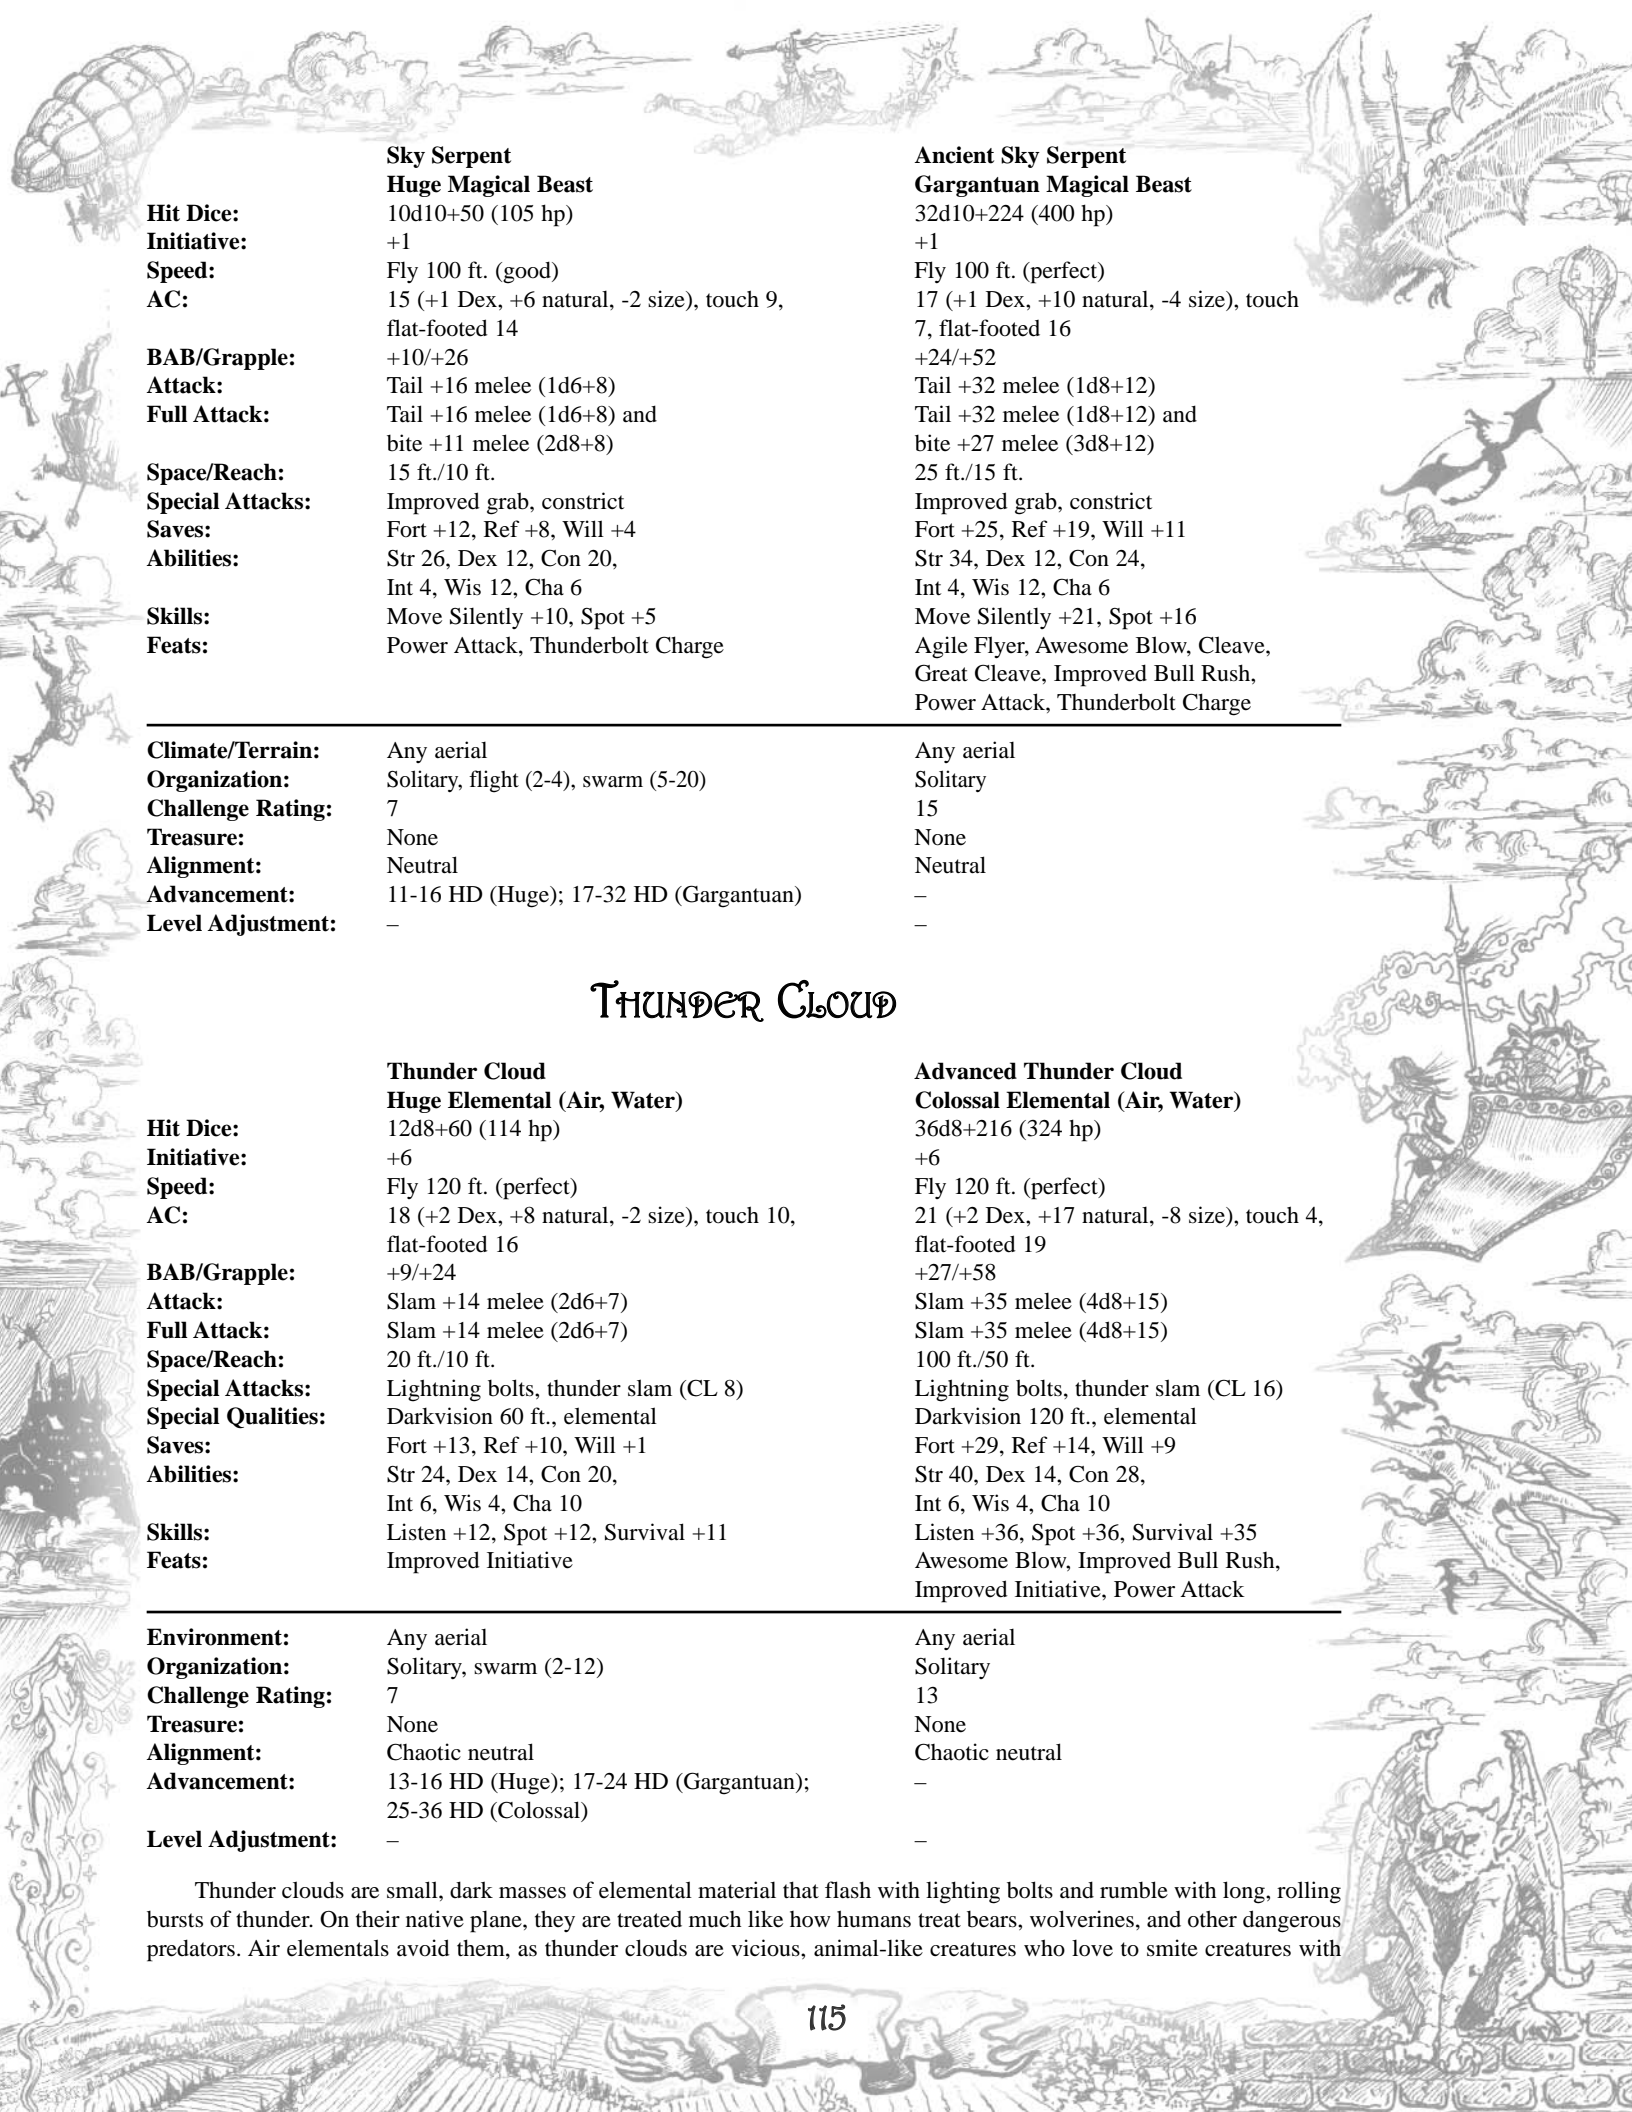 Sky Serpent Ancient Sky Serpent
Huge Magical Beast Gargantuan Magical Beast
Hit Dice: 10d10+50 (105 hp) 32d10+224 (400 hp)
Initiative: +1 +1
Speed: Fly 100 ft. (good) Fly 100 ft. (perfect)
AC: 15 (+1 Dex, +6 natural, -2 size), touch 9, 17 (+1 Dex, +10 natural, -4 size), touch
flat-footed 14 7, flat-footed 16
BAB/Grapple: +10/+26 +24/+52
Attack: Tail +16 melee (1d6+8) Tail +32 melee (1d8+12)
Full Attack: Tail +16 melee (1d6+8) and Tail +32 melee (1d8+12) and
bite +11 melee (2d8+8) bite +27 melee (3d8+12)
Space/Reach: 15 ft./10 ft. 25 ft./15 ft.
Special Attacks: Improved grab, constrict Improved grab, constrict
Saves: Fort +12, Ref +8, Will +4 Fort +25, Ref +19, Will +11
Abilities: Str 26, Dex 12, Con 20, Str 34, Dex 12, Con 24,
Int 4, Wis 12, Cha 6 Int 4, Wis 12, Cha 6
Skills: Move Silently +10, Spot +5 Move Silently +21, Spot +16
Feats: Power Attack, Thunderbolt Charge Agile Flyer, Awesome Blow, Cleave,
Great Cleave, Improved Bull Rush,
Power Attack, Thunderbolt Charge
Climate/Terrain: Any aerial Any aerial
Organization: Solitary, flight (2-4), swarm (5-20) Solitary
Challenge Rating: 7 15
Treasure: None None
Alignment: Neutral Neutral
Advancement: 11-16 HD (Huge); 17-32 HD (Gargantuan) –
Level Adjustment: – –
Thunder Cloud
Thunder Cloud Advanced Thunder Cloud
Huge Elemental (Air, Water) Colossal Elemental (Air, Water)
Hit Dice: 12d8+60 (114 hp) 36d8+216 (324 hp)
Initiative: +6 +6
Speed: Fly 120 ft. (perfect) Fly 120 ft. (perfect)
AC: 18 (+2 Dex, +8 natural, -2 size), touch 10, 21 (+2 Dex, +17 natural, -8 size), touch 4,
flat-footed 16 flat-footed 19
BAB/Grapple: +9/+24 +27/+58
Attack: Slam +14 melee (2d6+7) Slam +35 melee (4d8+15)
Full Attack: Slam +14 melee (2d6+7) Slam +35 melee (4d8+15)
Space/Reach: 20 ft./10 ft. 100 ft./50 ft.
Special Attacks: Lightning bolts, thunder slam (CL 8) Lightning bolts, thunder slam (CL 16)
Special Qualities: Darkvision 60 ft., elemental Darkvision 120 ft., elemental
Saves: Fort +13, Ref +10, Will +1 Fort +29, Ref +14, Will +9
Abilities: Str 24, Dex 14, Con 20, Str 40, Dex 14, Con 28,
Int 6, Wis 4, Cha 10 Int 6, Wis 4, Cha 10
Skills: Listen +12, Spot +12, Survival +11 Listen +36, Spot +36, Survival +35
Feats: Improved Initiative Awesome Blow, Improved Bull Rush,
Improved Initiative, Power Attack
Environment: Any aerial Any aerial
Organization: Solitary, swarm (2-12) Solitary
Challenge Rating: 7 13
Treasure: None None
Alignment: Chaotic neutral Chaotic neutral
Advancement: 13-16 HD (Huge); 17-24 HD (Gargantuan); –
25-36 HD (Colossal)
Level Adjustment: – –
Thunder clouds are small, dark masses of elemental material that flash with lighting bolts and rumble with long, rolling
bursts of thunder. On their native plane, they are treated much like how humans treat bears, wolverines, and other dangerous
predators. Air elementals avoid them, as thunder clouds are vicious, animal-like creatures who love to smite creatures with
115